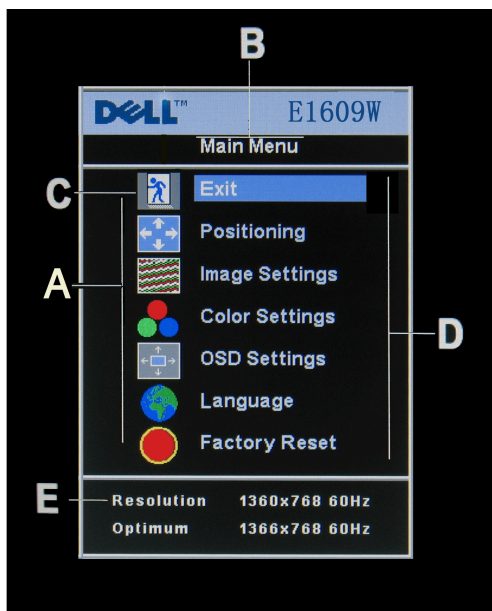 B
DELL™ E1609W
Main Menu
C
Exit
Positioning
A
Image Settings
Color Settings
D
OSD Settings
Language
Factory Reset
E
Resolution 1360x768 60Hz
Optimum 1366x768 60Hz